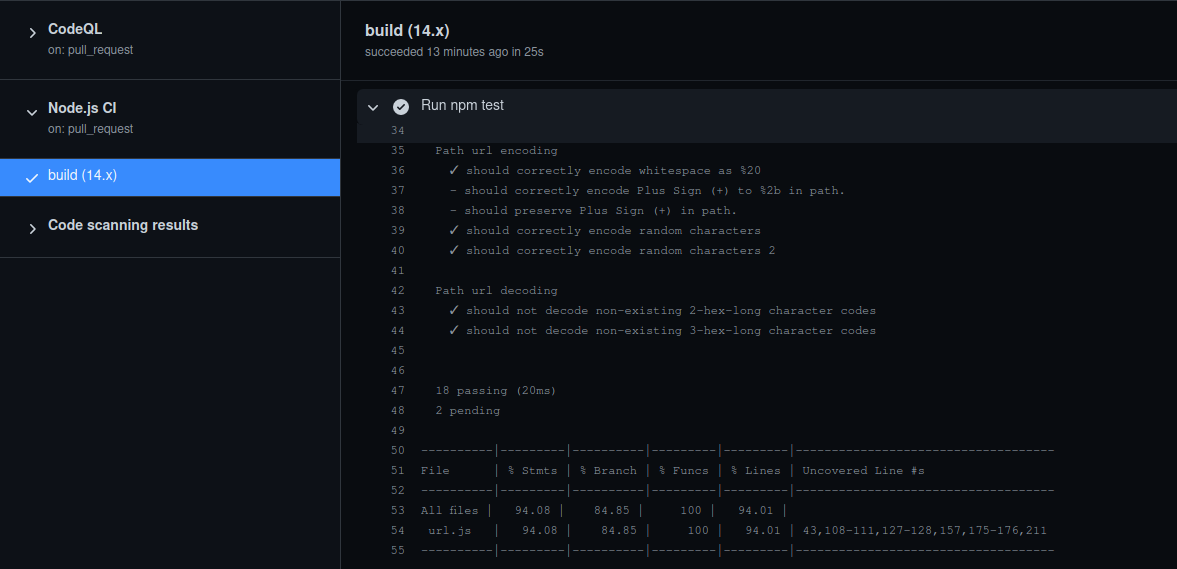 CodeQL
on: pull_request
Node.js CI
on: pull_request
build (14.x)
Code scanning results
build (14.x)
succeeded 13 minutes ago in 25s
Run npm test
34
35 Path url encoding
36 ✓ should correctly encode whitespace as %20
37 - should correctly encode Plus Sign (+) to %2b in path.
38 - should preserve Plus Sign (+) in path.
39 ✓ should correctly encode random characters
40 ✓ should correctly encode random characters 2
41
42 Path url decoding
43 ✓ should not decode non-existing 2-hex-long character codes
44 ✓ should not decode non-existing 3-hex-long character codes
45
46
47 18 passing (20ms)
48 2 pending
49
50 ----------|---------|----------|---------|---------|------------------------------------
51 File | % Stmts | % Branch | % Funcs | % Lines | Uncovered Line #s
52 ----------|---------|----------|---------|---------|------------------------------------
53 All files | 94.08 | 84.85 | 100 | 94.01 |
54 url.js | 94.08 | 84.85 | 100 | 94.01 | 43,108-111,127-128,157,175-176,211
55 ----------|---------|----------|---------|---------|------------------------------------